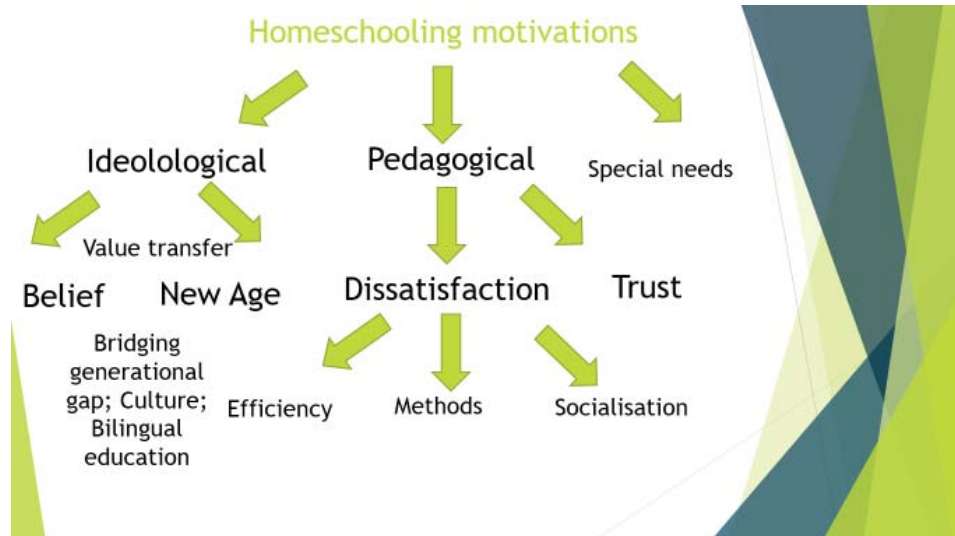 Homeschooling motivations
Ideolological
Pedagogical
Special needs
Value transfer
Belief
New Age
Dissatisfaction
Trust
Bridging
generational
gap; Culture;
Bilingual
education
Efficiency
Methods
Socialisation